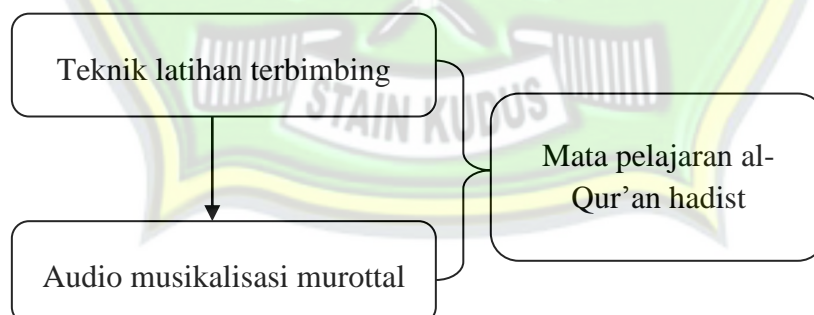 Teknik latihan terbimbing
STAIN KUDUS
Mata pelajaran al-
Qur’an hadist
Audio musikalisasi murottal